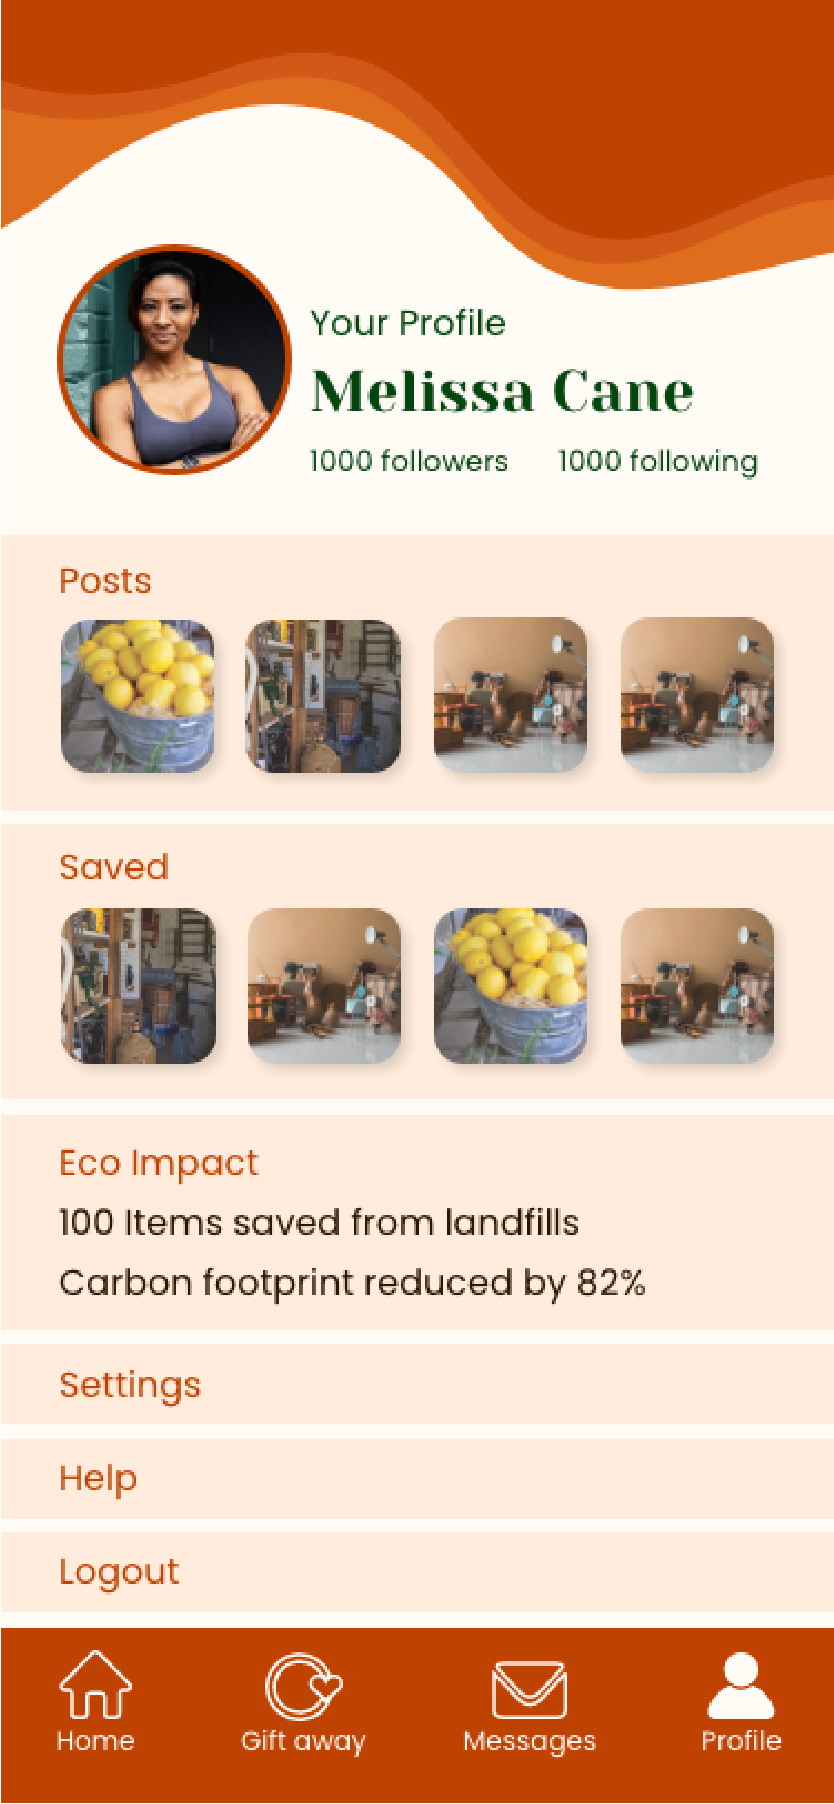 Your Profile
Melissa Cane
1000 followers 1000 following
Posts
Saved
Eco Impact
100 Items saved from landfills
Carbon footprint reduced by 82%
Settings
Help
Logout
Home Gift away Messages Profile